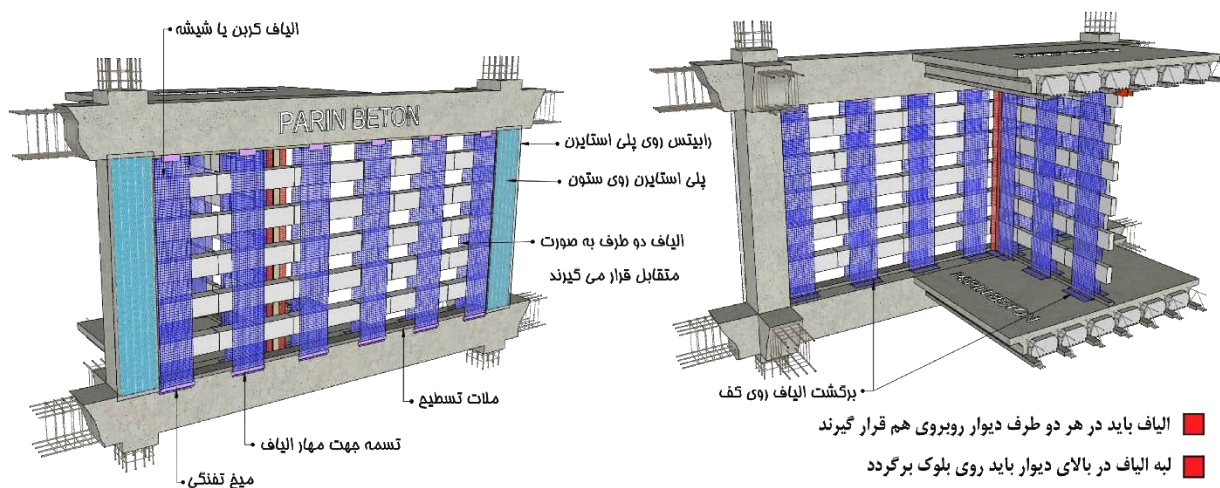 الیاف کربن یا شیشه
PARIN BETON
رابیتس روی پلی استایرن
پلی استایرن روی ستون
الیاف دو طرف به صورت
متقابل قرار می گیرند
ملات تسطیح
تسمه جهت مهار الیاف
میخ تفنگی
PARIN BETON
برگشت الیاف روی کف
الیاف باید در هر دو طرف دیوار روبروی هم قرار گیرند
لبه الیاف در بالای دیوار باید روی بلوک برگردد